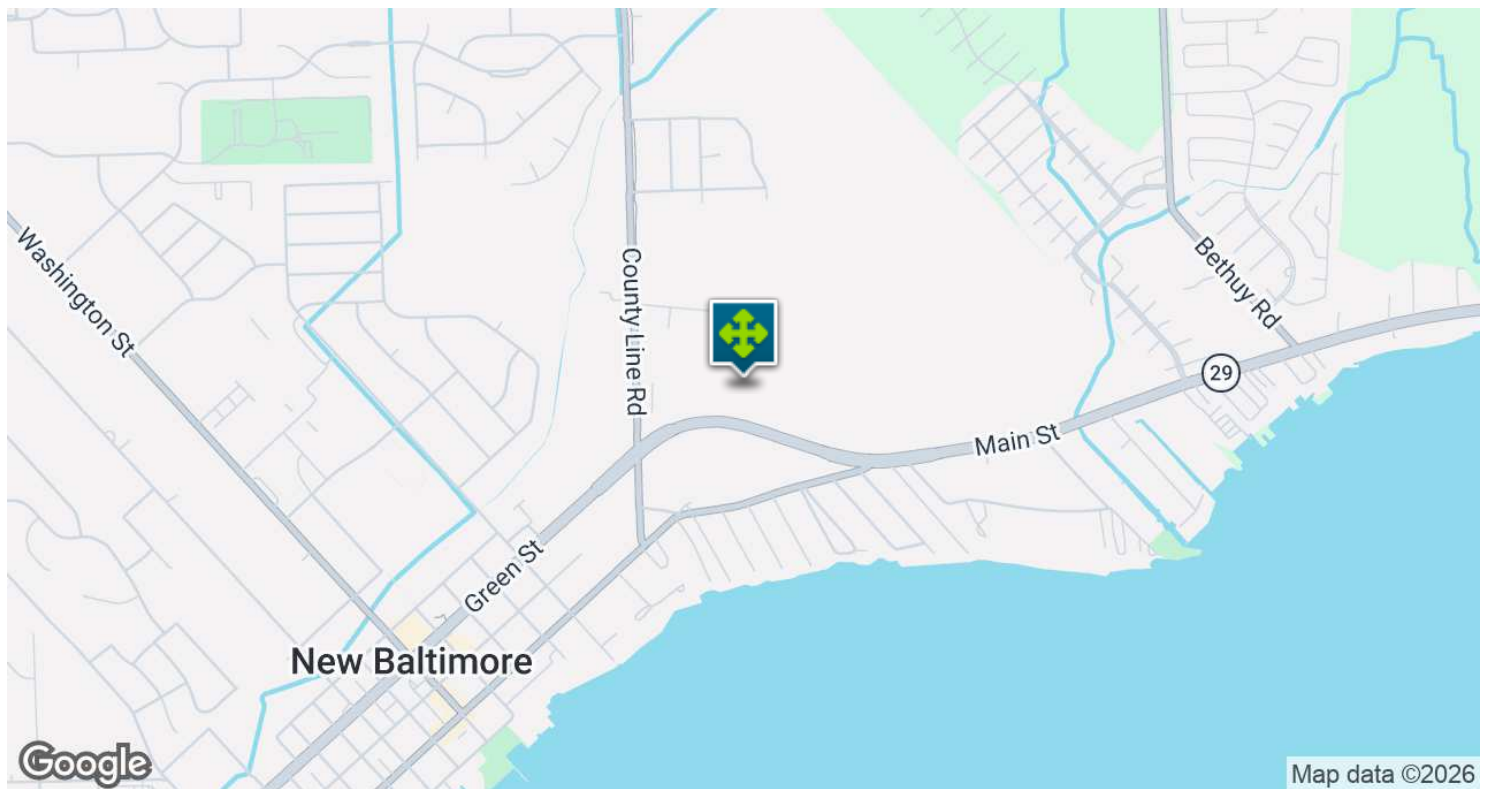 Washington St
County Line Rd
Bethuy Rd
29
Main St
Green St
New Baltimore
Google
Map data ©2026